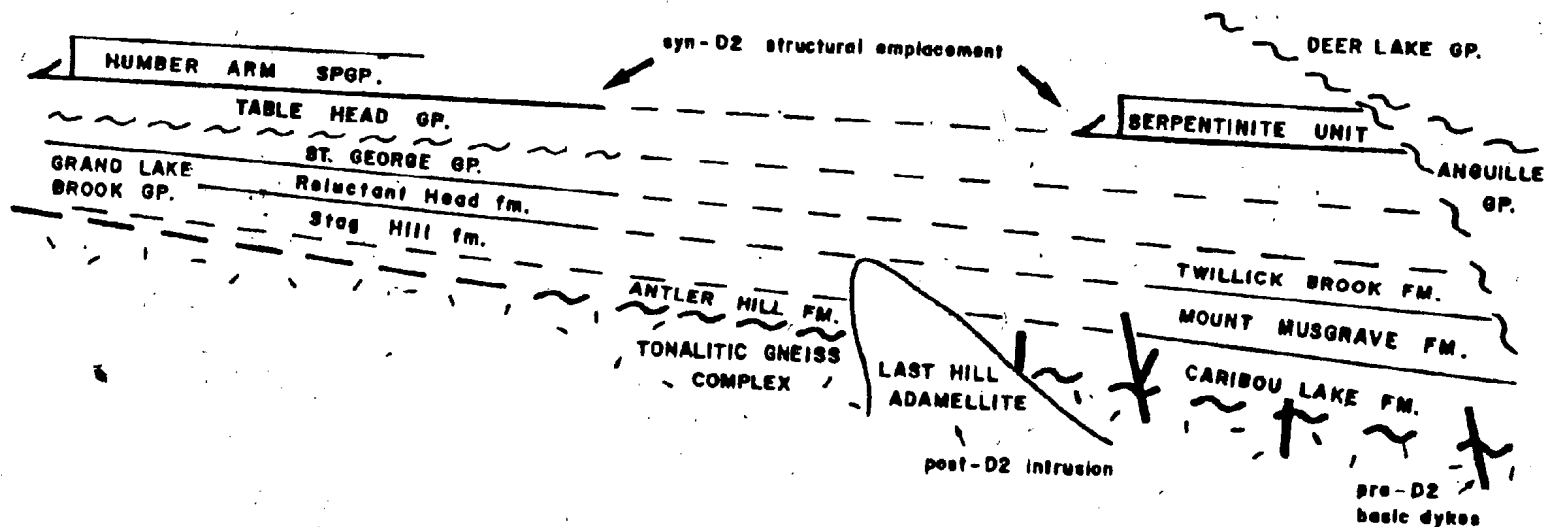 syn-D2 structural emplacement
DEER LAKE GP.
HUMBER ARM SPGP.
SERPENTINITE UNIT
TABLE HEAD GP.
ANGUILLE
GP.
ST. GEORGE GP.
GRAND LAKE
BROOK GP.
Reluctant Head fm.
Stag Hill fm.
TWILLICK BROOK FM.
ANTLER HILL FM.
MOUNT MUSGRAVE FM.
TONALITIC GNEISS
COMPLEX
LAST HILL
ADAMELLITE
CARIBOU LAKE FM.
post-D2 intrusion
pre-D2
basic dykes